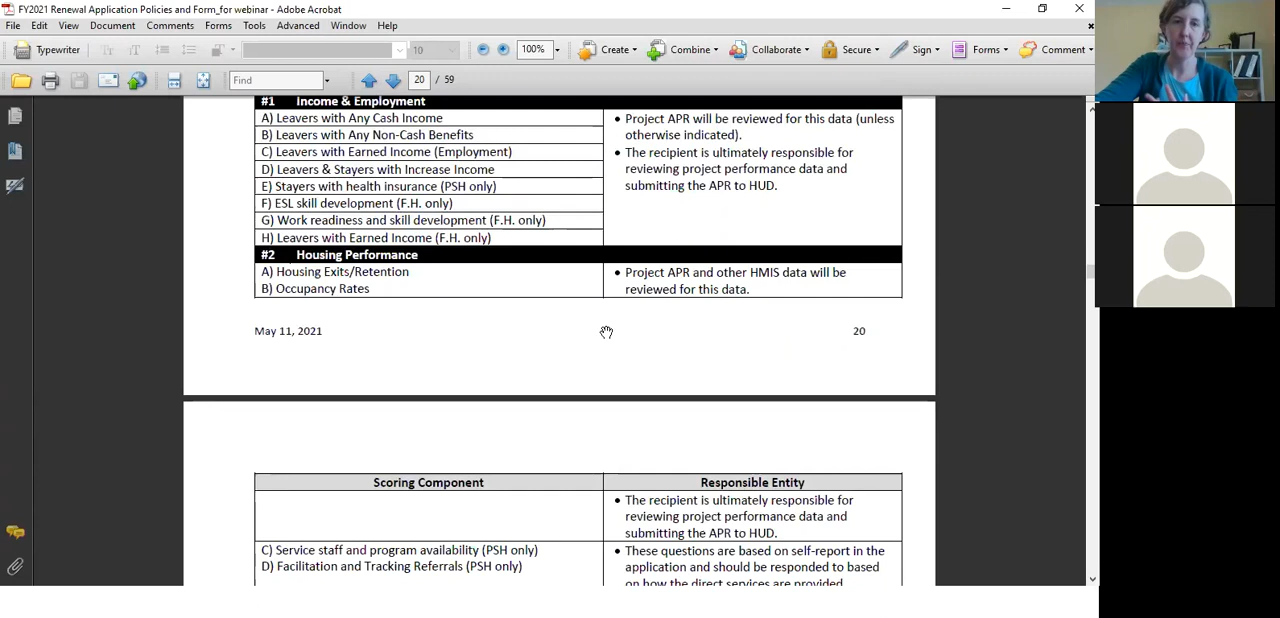 FY2021 Renewal Application Policies and Form_for webinar - Adobe Acrobat
File Edit View Document Comments Forms Tools Advanced Window Help
Typewriter 10 100% Create Combine Collaborate Secure Sign Forms Comment
Find 20 / 59
#1 Income & Employment
A) Leavers with Any Cash Income
B) Leavers with Any Non-Cash Benefits
C) Leavers with Earned Income (Employment)
D) Leavers & Stayers with Increase Income
E) Stayers with health insurance (PSH only)
F) ESL skill development (F.H. only)
G) Work readiness and skill development (F.H. only)
H) Leavers with Earned Income (F.H. only)
• Project APR will be reviewed for this data (unless
otherwise indicated).
• The recipient is ultimately responsible for
reviewing project performance data and
submitting the APR to HUD.
#2 Housing Performance
A) Housing Exits/Retention
B) Occupancy Rates
• Project APR and other HMIS data will be
reviewed for this data.
May 11, 2021 20
Scoring Component Responsible Entity
• The recipient is ultimately responsible for
reviewing project performance data and
submitting the APR to HUD.
C) Service staff and program availability (PSH only)
D) Facilitation and Tracking Referrals (PSH only)
• These questions are based on self-report in the
application and should be responded to based
on how the direct services are provided